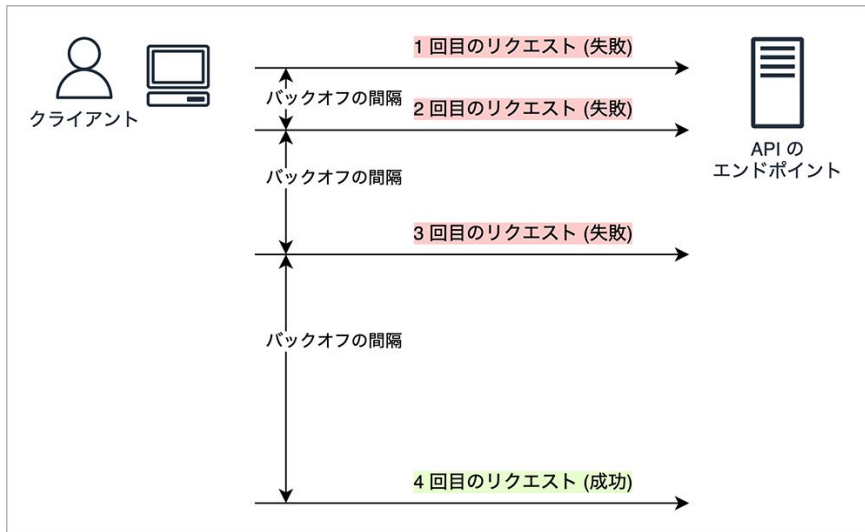 1 回目のリクエスト (失敗)
バックオフの間隔
2 回目のリクエスト (失敗)
クライアント
API の
エンドポイント
バックオフの間隔
3 回目のリクエスト (失敗)
バックオフの間隔
4 回目のリクエスト (成功)